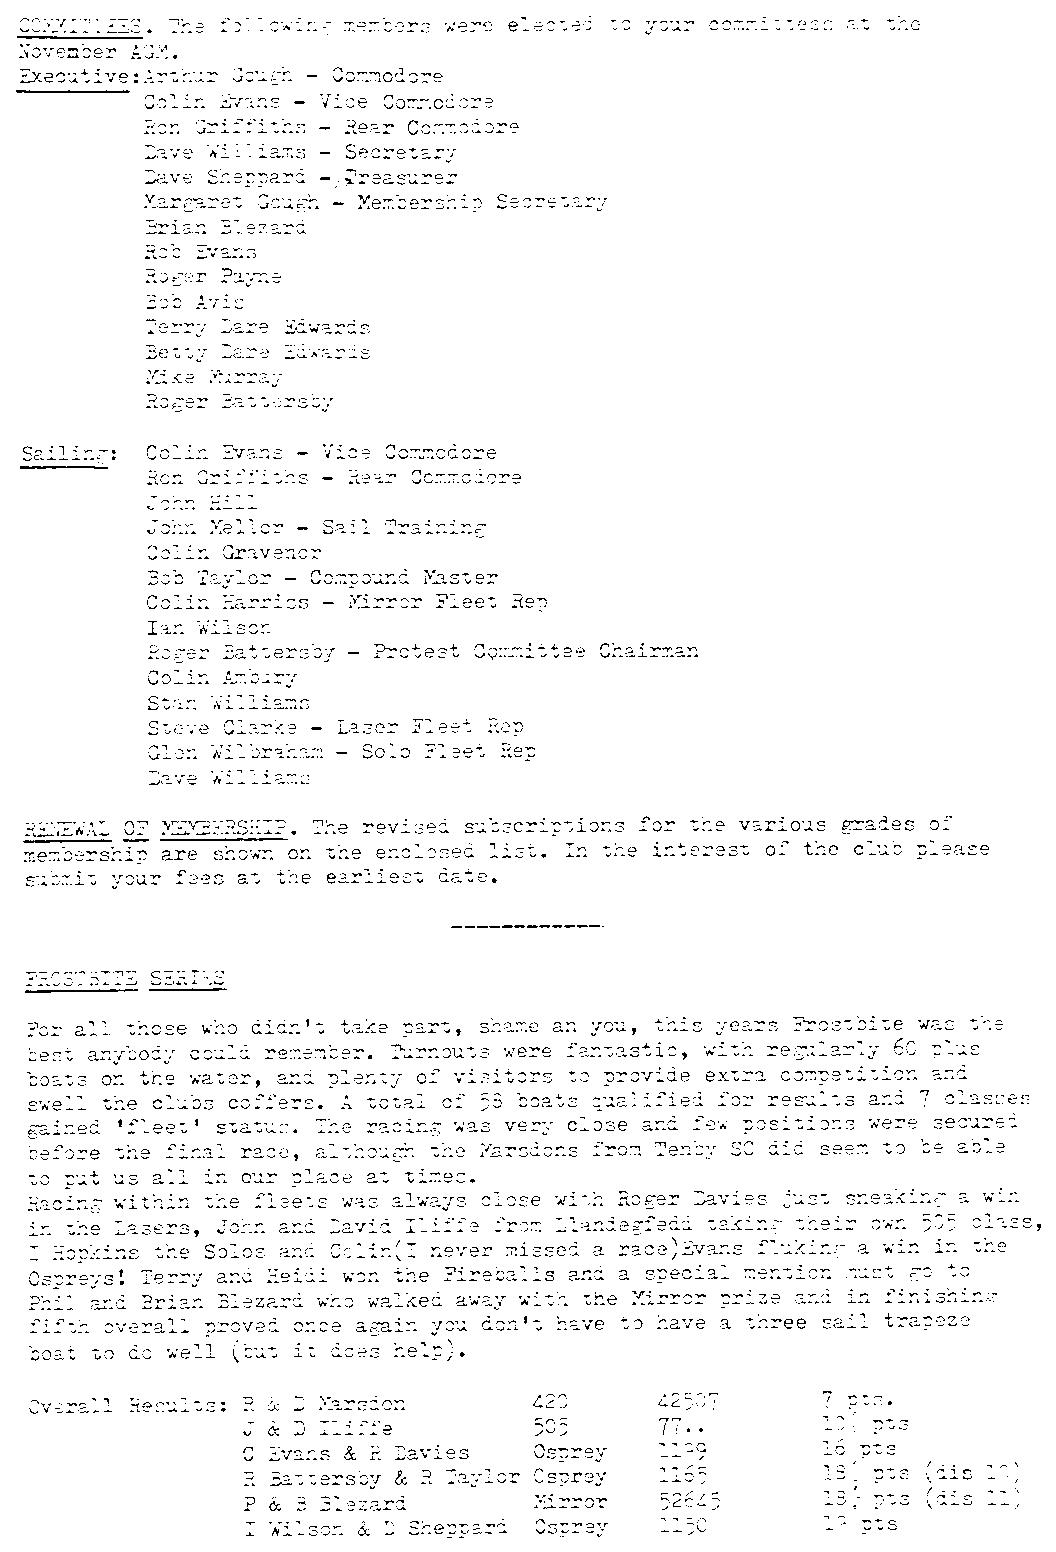 COMMITTEES. The following members were elected to your committees at the
November AGM.
Executive: Arthur Gough - Commodore
Colin Evans - Vice Commodore
Ron Griffiths - Rear Commodore
Dave Williams - Secretary
Dave Sheppard - Treasurer
Margaret Gough - Membership Secretary
Brian Blezard
Rob Evans
Roger Payne
Bob Avis
Terry Dare Edwards
Betty Dare Edwards
Mike Murray
Roger Battersby
Sailing: Colin Evans - Vice Commodore
Ron Griffiths - Rear Commodore
John Hill
John Mellor - Sail Training
Colin Gravenor
Bob Taylor - Compound Master
Colin Harries - Mirror Fleet Rep
Ian Wilson
Roger Battersby - Protest Committee Chairman
Colin Ambury
Stan Williams
Steve Clarke - Laser Fleet Rep
Glen Wilbraham - Solo Fleet Rep
Dave Williams
RENEWAL OF MEMBERSHIP. The revised subscriptions for the various grades of
membership are shown on the enclosed list. In the interest of the club please
submit your fees at the earliest date.
FROSTBITE SERIES
For all those who didn't take part, shame an you, this years Frostbite was the
best anybody could remember. Turnouts were fantastic, with regularly 60 plus
boats on the water, and plenty of visitors to provide extra competition and
swell the clubs coffers. A total of 58 boats qualified for results and 7 classes
gained 'fleet' status. The racing was very close and few positions were secured
before the final race, although the Marsdons from Tenby SC did seem to be able
to put us all in our place at times.
Racing within the fleets was always close with Roger Davies just sneaking a win
in the Lasers, John and David Iliffe from Llandegfedd taking their own 505 class,
I Hopkins the Solos and Colin(I never missed a race)Evans fluking a win in the
Ospreys! Terry and Heidi won the Fireballs and a special mention must go to
Phil and Brian Blezard who walked away with the Mirror prize and in finishing
fifth overall proved once again you don't have to have a three sail trapeze
boat to do well (but it does help).
Overall Results: R & D Marsdon 420 42507 7 pts.
J & D Iliffe 505 77.. pts
C Evans & R Davies Osprey 16 pts
R Battersby & R Taylor Osprey 1165 pts (dis
P & B Blezard Mirror 52645 pts (dis 11)
I Wilson & D Sheppard Osprey 1150 pts